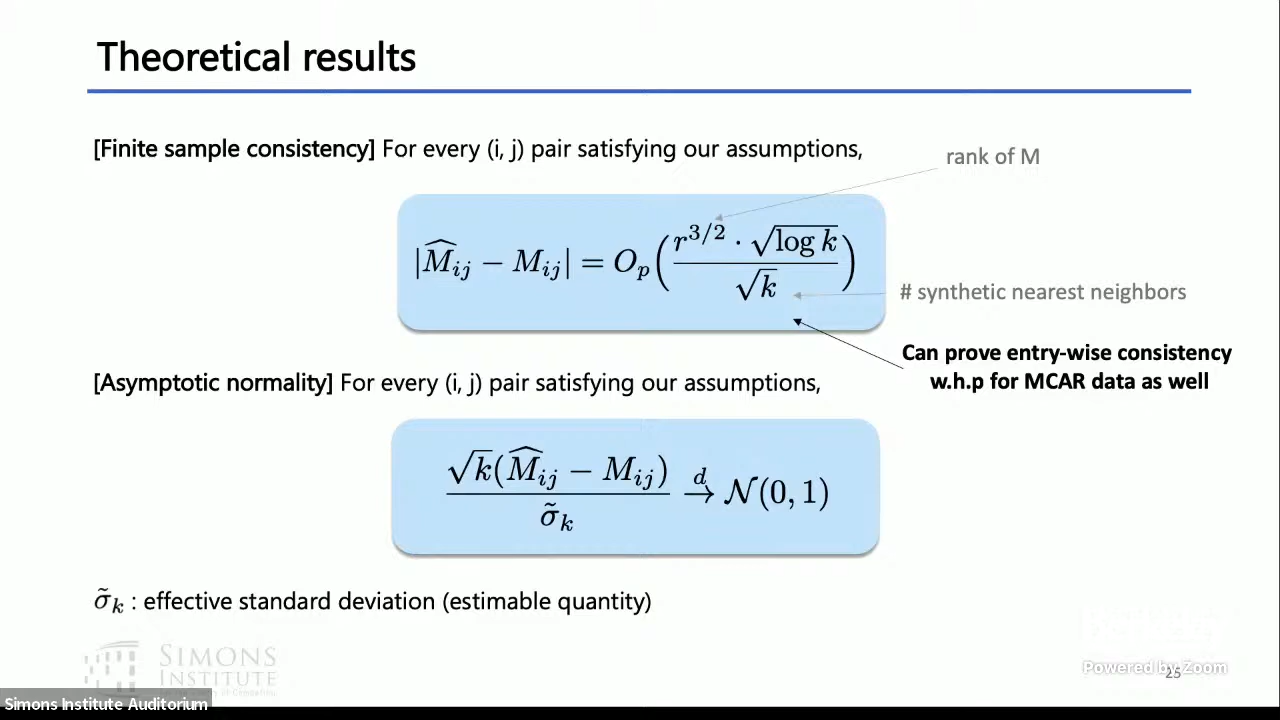 Theoretical results
[Finite sample consistency] For every (i, j) pair satisfying our assumptions,
rank of M
|M̂ᵢⱼ − Mᵢⱼ| = Oₚ(r^{3/2} · √log k / √k)
# synthetic nearest neighbors
Can prove entry-wise consistency
w.h.p for MCAR data as well
[Asymptotic normality] For every (i, j) pair satisfying our assumptions,
√k(M̂ᵢⱼ − Mᵢⱼ) / σ̃ₖ →ᵈ 𝒩(0, 1)
σ̃ₖ : effective standard deviation (estimable quantity)
SIMONS
INSTITUTE
Powered by Zoom
25
Simons Institute Auditorium